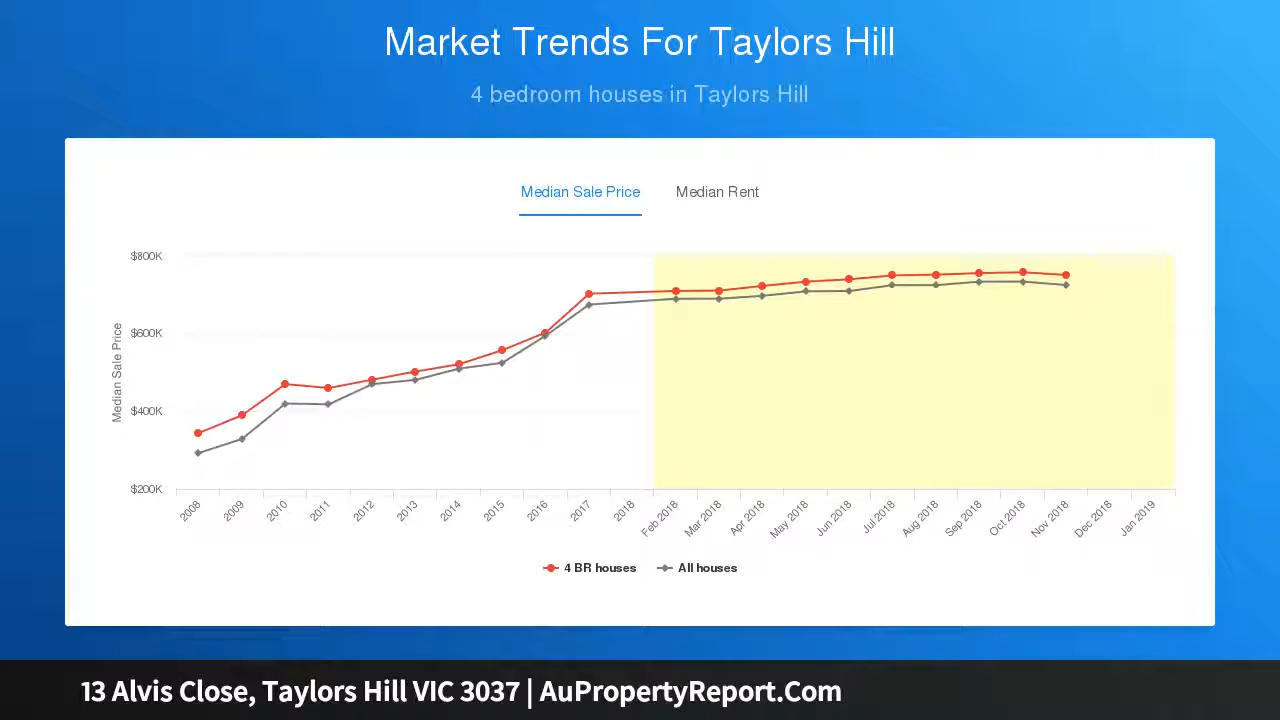 Market Trends For Taylors Hill
4 bedroom houses in Taylors Hill
Median Sale Price Median Rent
Median Sale Price
$800K
$600K
$400K
$200K
2008 2009 2010 2011 2012 2013 2014 2015 2016 2017 2018 Feb 2018 Mar 2018 Apr 2018 May 2018 Jun 2018 Jul 2018 Aug 2018 Sep 2018 Oct 2018 Nov 2018 Dec 2018 Jan 2019
4 BR houses All houses
13 Alvis Close, Taylors Hill VIC 3037 | AuPropertyReport.Com